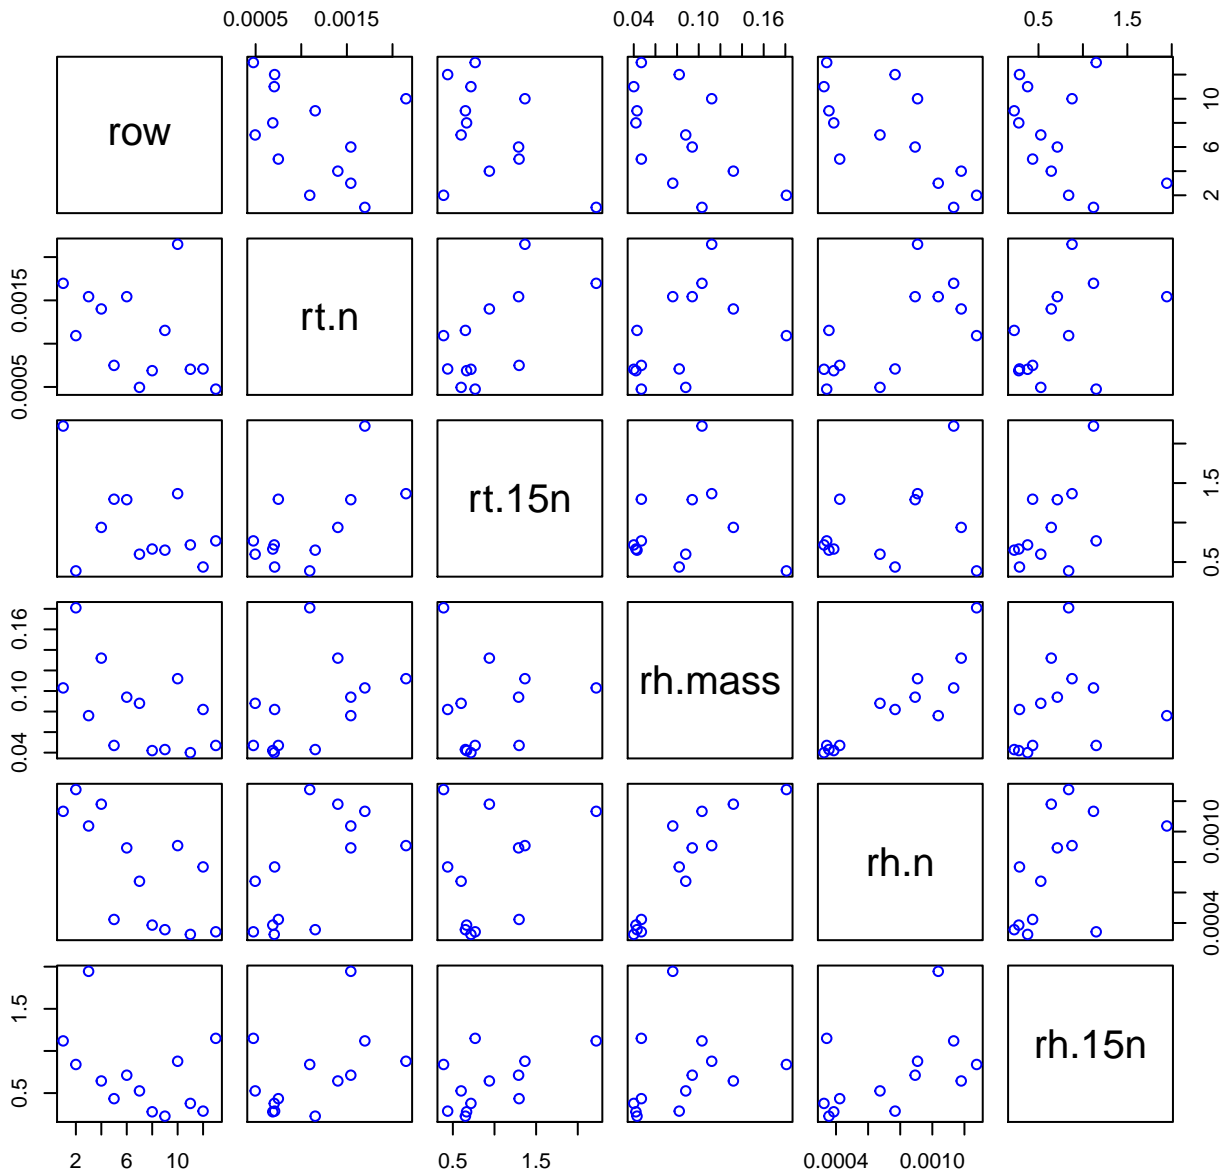 0.0005 0.0015 0.04 0.10 0.16 0.5 1.5
row 2 6 10
0.0005 0.0015 rt.n
rt.15n 0.5 1.5
0.04 0.10 0.16 rh.mass
rh.n 0.0004 0.0010
0.5 1.5 rh.15n
2 6 10 0.5 1.5 0.0004 0.0010